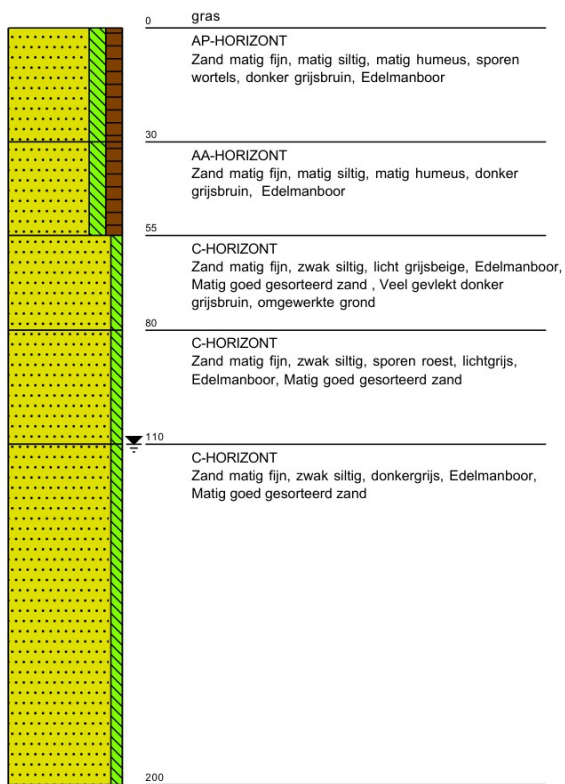 0
gras
AP-HORIZONT
Zand matig fijn, matig siltig, matig humeus, sporen
wortels, donker grijsbruin, Edelmanboor
30
AA-HORIZONT
Zand matig fijn, matig siltig, matig humeus, donker
grijsbruin, Edelmanboor
55
C-HORIZONT
Zand matig fijn, zwak siltig, licht grijsbeige, Edelmanboor,
Matig goed gesorteerd zand , Veel gevlekt donker
grijsbruin, omgewerkte grond
80
C-HORIZONT
Zand matig fijn, zwak siltig, sporen roest, lichtgrijs,
Edelmanboor, Matig goed gesorteerd zand
110
C-HORIZONT
Zand matig fijn, zwak siltig, donkergrijs, Edelmanboor,
Matig goed gesorteerd zand
200